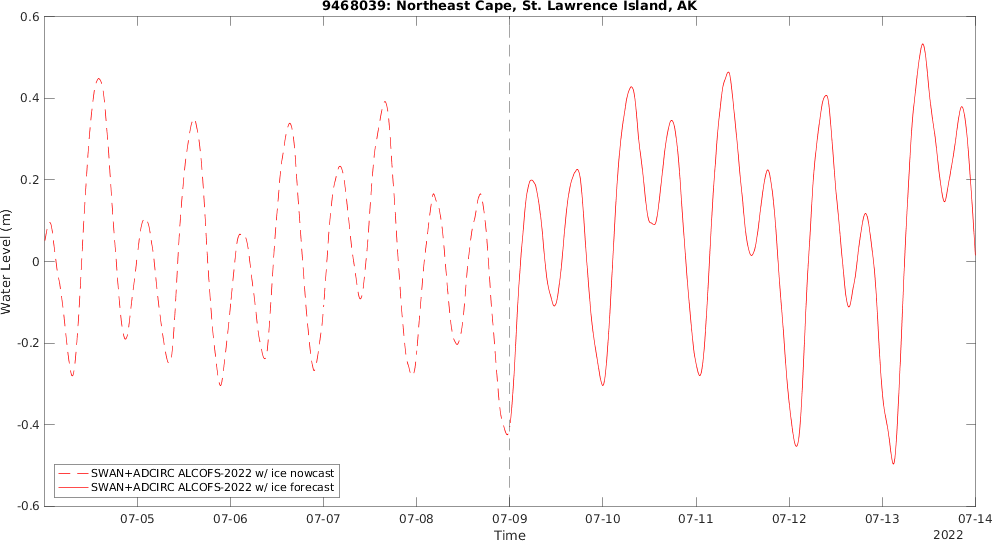 9468039: Northeast Cape, St. Lawrence Island, AK
0.6
0.4
0.2
0
-0.2
-0.4
-0.6
Water Level (m)
SWAN+ADCIRC ALCOFS-2022 w/ ice nowcast
SWAN+ADCIRC ALCOFS-2022 w/ ice forecast
07-05 07-06 07-07 07-08 07-09 07-10 07-11 07-12 07-13 07-14
Time
2022